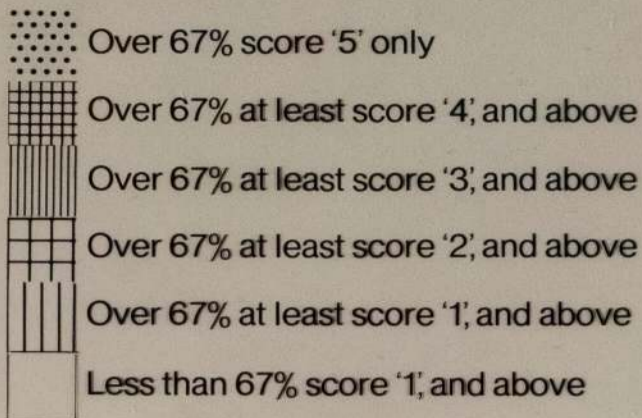 Over 67% score '5' only
Over 67% at least score '4', and above
Over 67% at least score '3', and above
Over 67% at least score '2', and above
Over 67% at least score '1', and above
Less than 67% score '1', and above